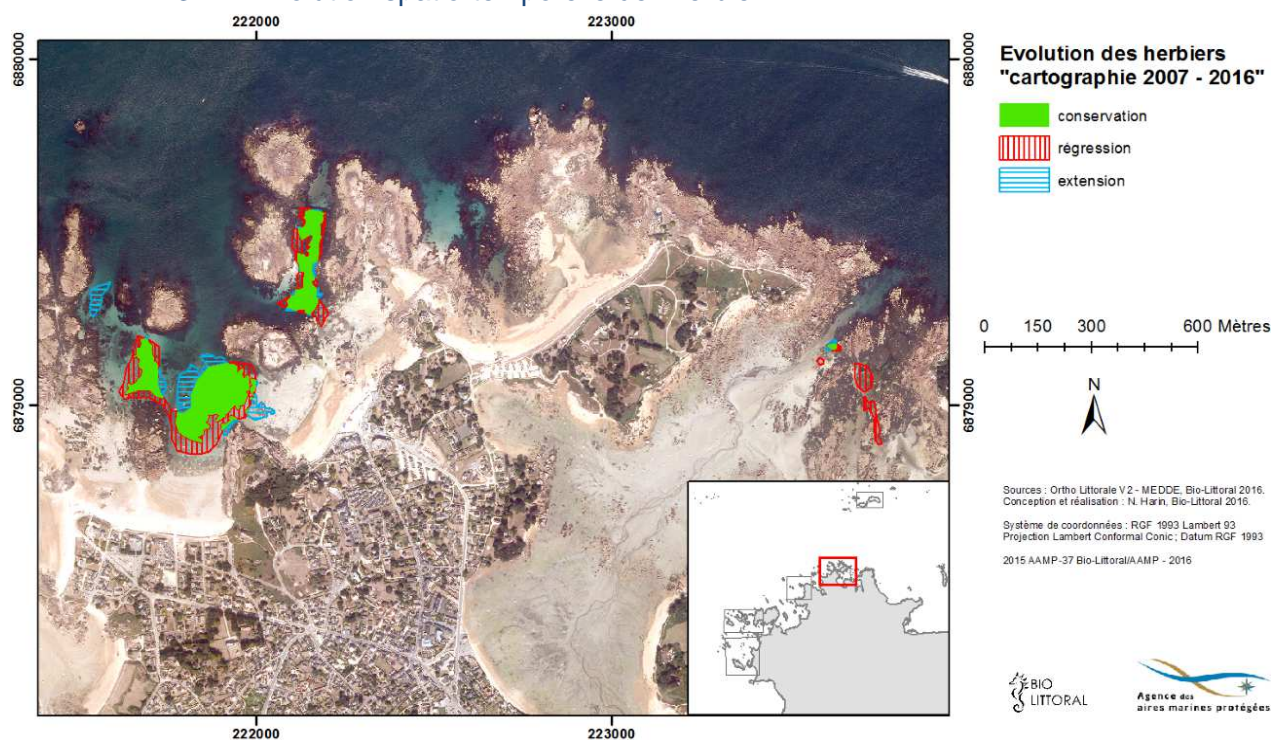 222000
223000
6880000
6880000
6879000
6879000
222000
223000
Evolution des herbiers
"cartographie 2007 - 2016"
conservation
régression
extension
0 150 300 600 Mètres
N
Sources : Ortho Littorale V2 - MEDDE, Bio-Littoral 2016.
Conception et réalisation : N. Harin, Bio-Littoral 2016.
Système de coordonnées : RGF 1993 Lambert 93
Projection Lambert Conformal Conic ; Datum RGF 1993
2015 AAMP-37 Bio-Littoral/AAMP - 2016
BIO
LITTORAL
Agence des
aires marines protégées